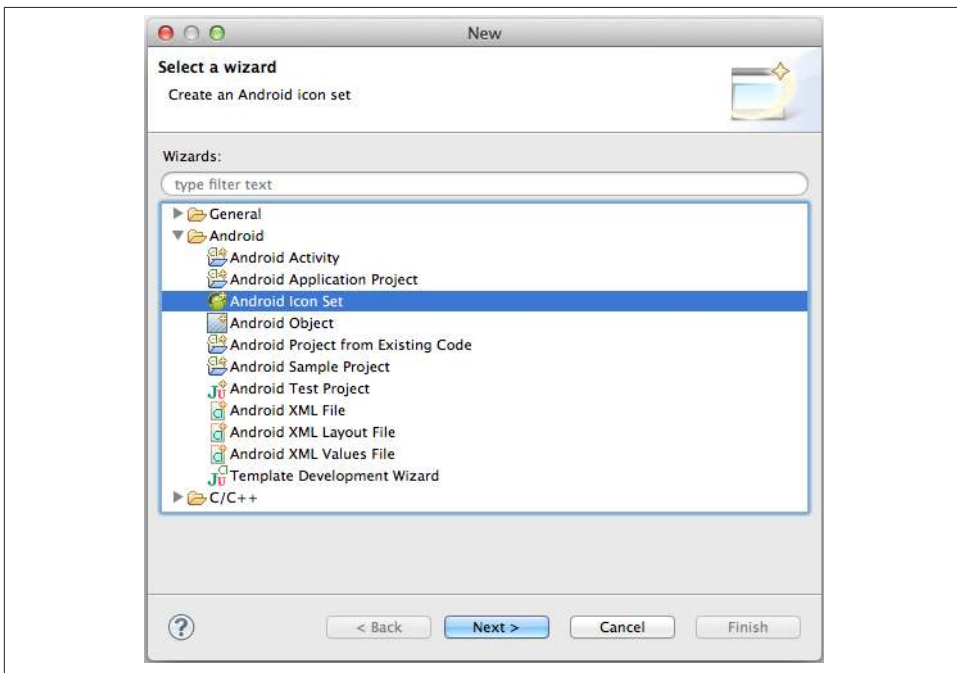 New
Select a wizard
Create an Android icon set
Wizards:
type filter text
General
Android
Android Activity
Android Application Project
Android Icon Set
Android Object
Android Project from Existing Code
Android Sample Project
Android Test Project
Android XML File
Android XML Layout File
Android XML Values File
Template Development Wizard
C/C++
? < Back Next > Cancel Finish